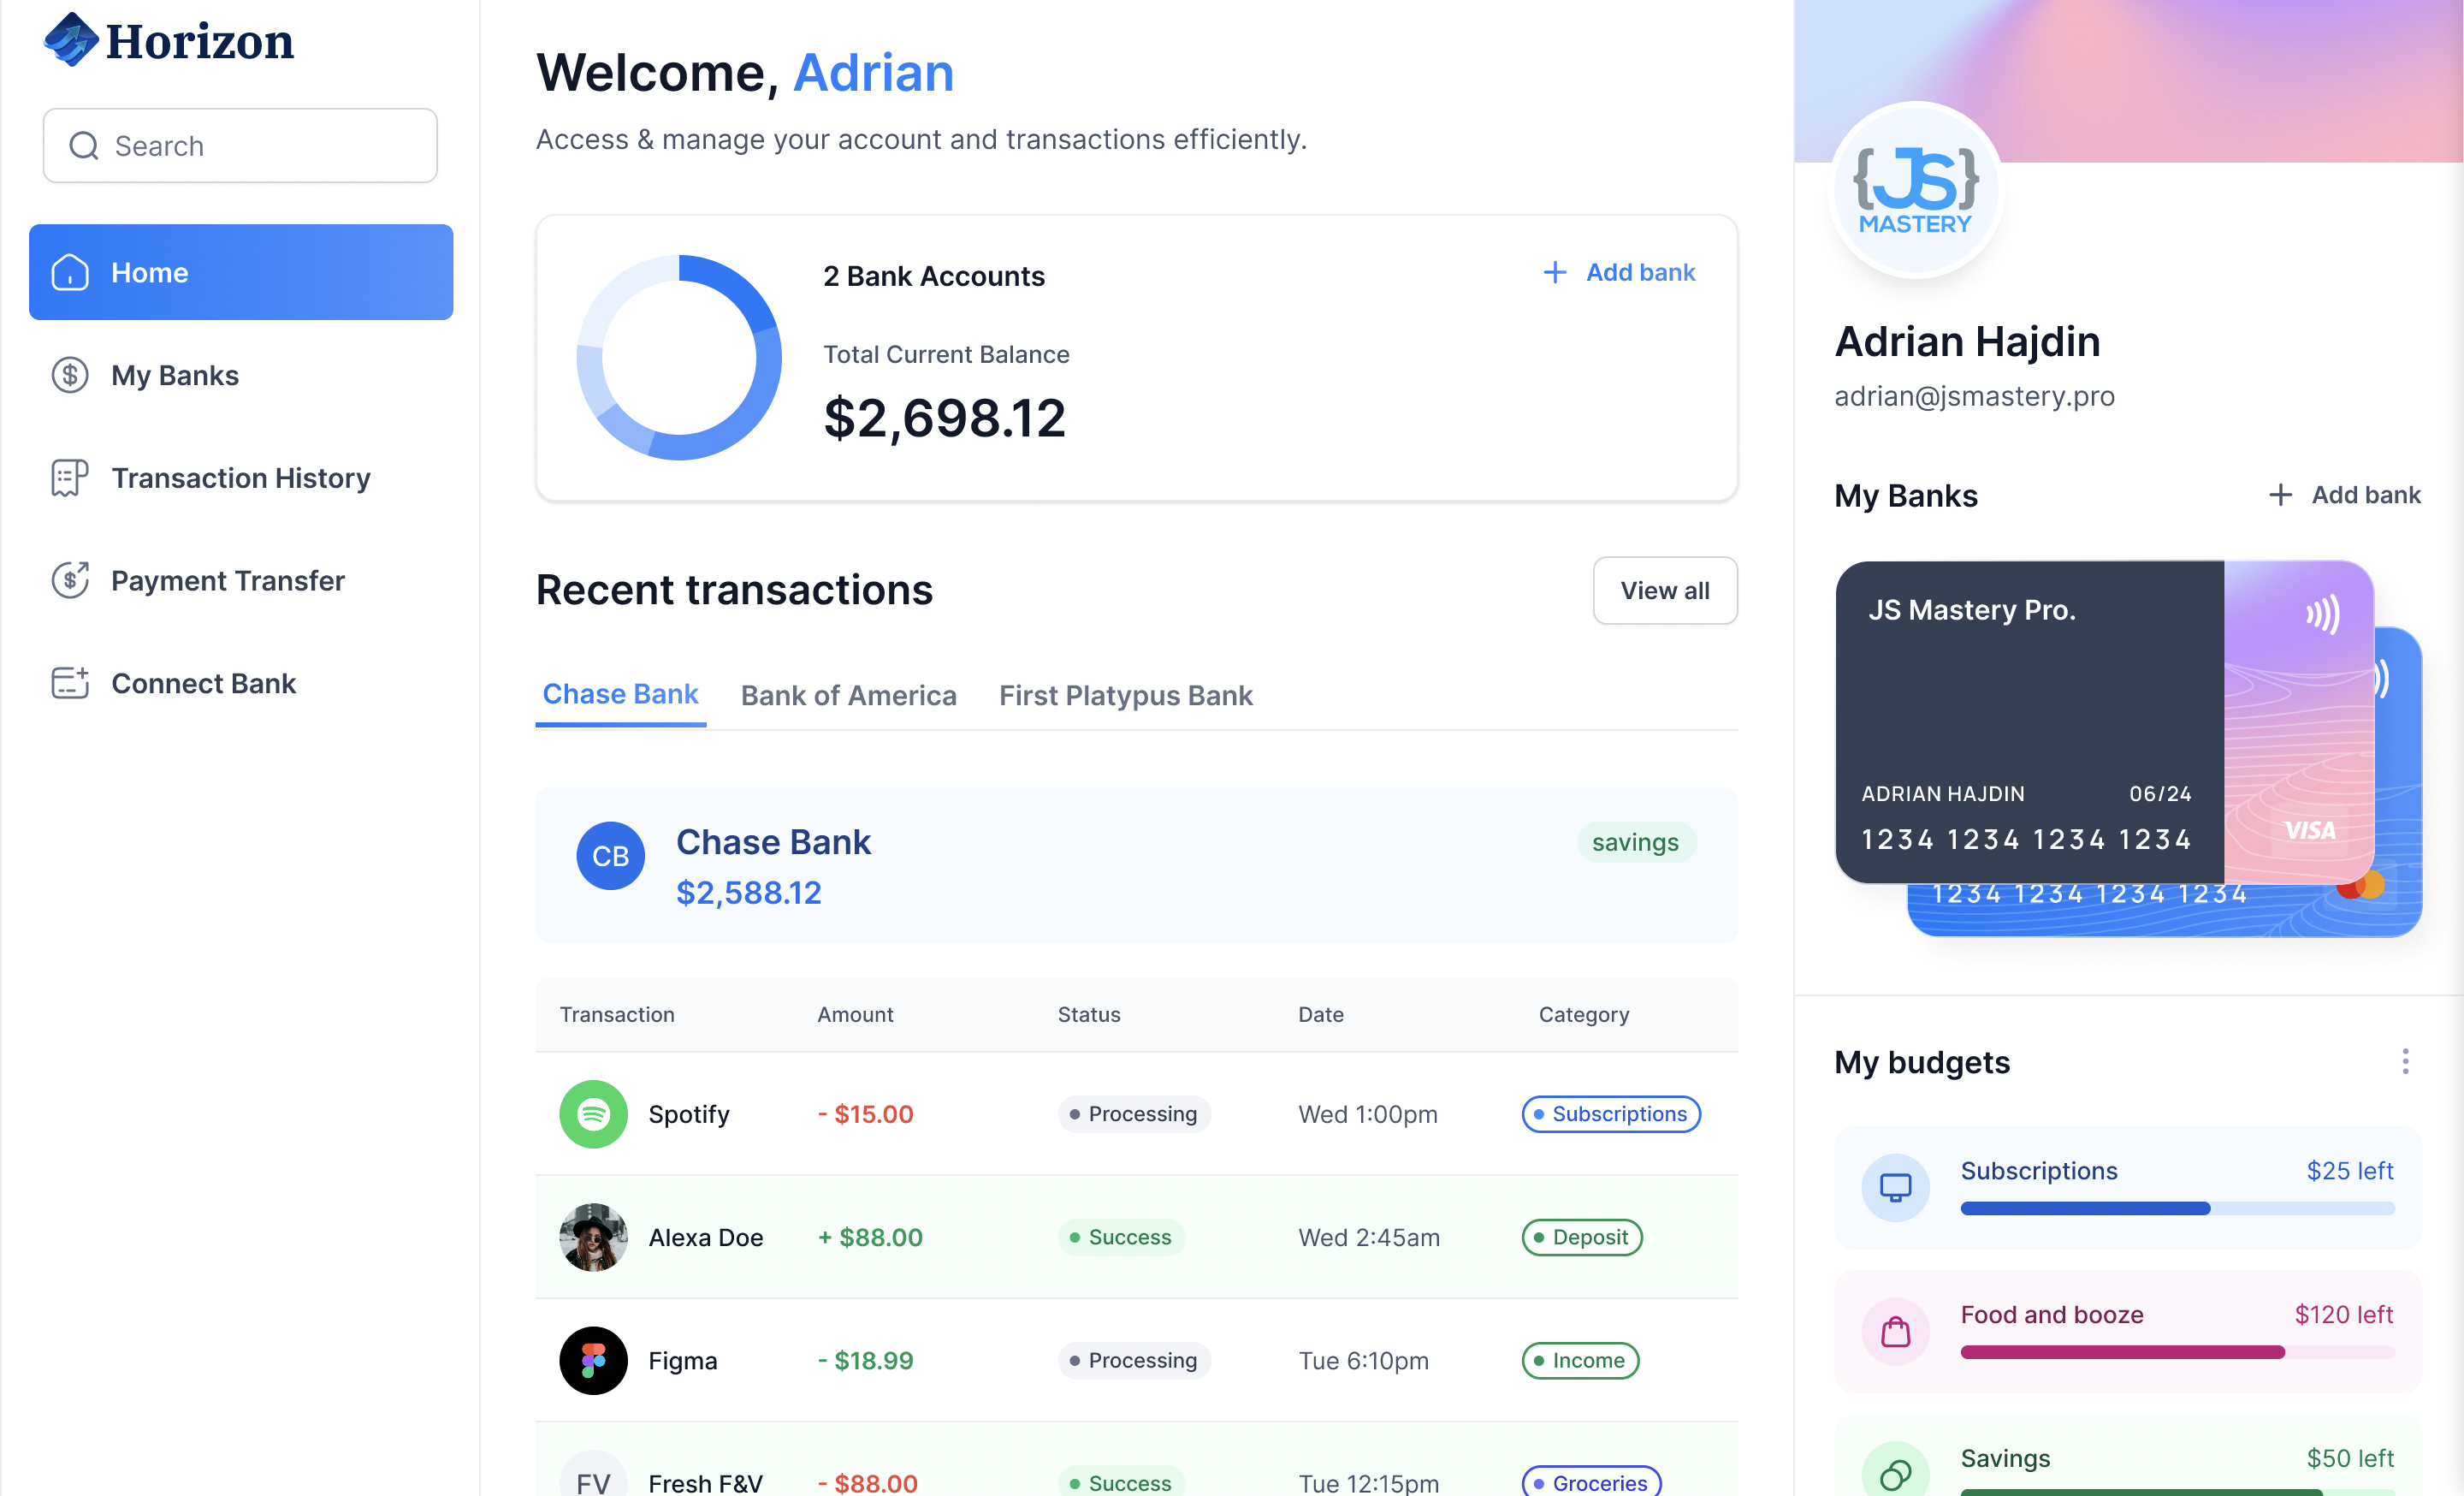 Horizon
Search
Home
My Banks
Transaction History
Payment Transfer
Connect Bank
Welcome, Adrian
Access & manage your account and transactions efficiently.
2 Bank Accounts
+ Add bank
Total Current Balance
$2,698.12
Recent transactions
View all
Chase Bank Bank of America First Platypus Bank
CB
Chase Bank
savings
$2,588.12
Transaction Amount Status Date Category
Spotify - $15.00 Processing Wed 1:00pm Subscriptions
Alexa Doe + $88.00 Success Wed 2:45am Deposit
Figma - $18.99 Processing Tue 6:10pm Income
FV Fresh F&V - $88.00 Success Tue 12:15pm Groceries
{JS}
MASTERY
Adrian Hajdin
adrian@jsmastery.pro
My Banks
+ Add bank
JS Mastery Pro.
ADRIAN HAJDIN 06/24
1234 1234 1234 1234
VISA
1234 1234 1234 1234
My budgets
Subscriptions $25 left
Food and booze $120 left
Savings $50 left